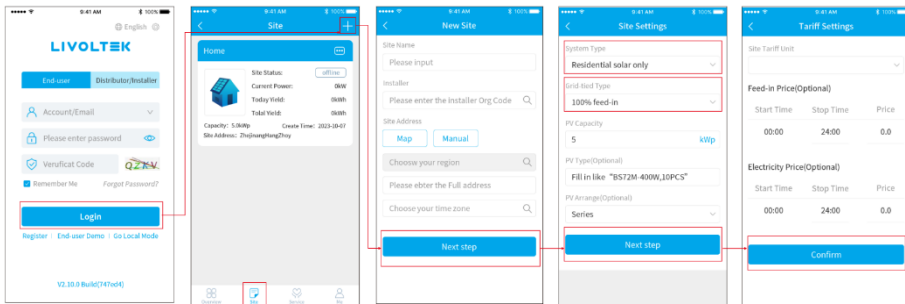 9:41 AM
100%
English
LIVOLTEK
End-user
Distributor/Installer
Account/Email
Please enter password
Verificat Code
Remember Me
Forgot Password?
Login
Register | End-user Demo | Go Local Mode
V2.10.0 Build(747ed4)
9:41 AM
100%
Site
Home
Site Status: offline
Current Power: 0kW
Today Yield: 0kWh
Total Yield: 0kWh
Capacity: 5.0kWp Create Time: 2023-10-07
Site Address: ZhejiangHangZhoy
Site
Service
Me
9:41 AM
100%
New Site
Site Name
Please input
Installer
Please enter the Installer Org Code
Site Address
Map
Manual
Choosw your region
Please ebter the Full address
Choose your time zone
Next step
9:41 AM
100%
Site Settings
System Type
Residential solar only
Grid-tied Type
100% feed-in
PV Capacity
5 kWp
PV Type(Optional)
Fill in like “BS72M-400W,10PCS”
PV Arrange(Optional)
Series
Next step
9:41 AM
100%
Tariff Settings
Site Tariff Unit
Feed-in Price(Optional)
Start Time Stop Time Price
00:00 24:00 0.0
Electricity Price(Optional)
Start Time Stop Time Price
00:00 24:00 0.0
Confirm